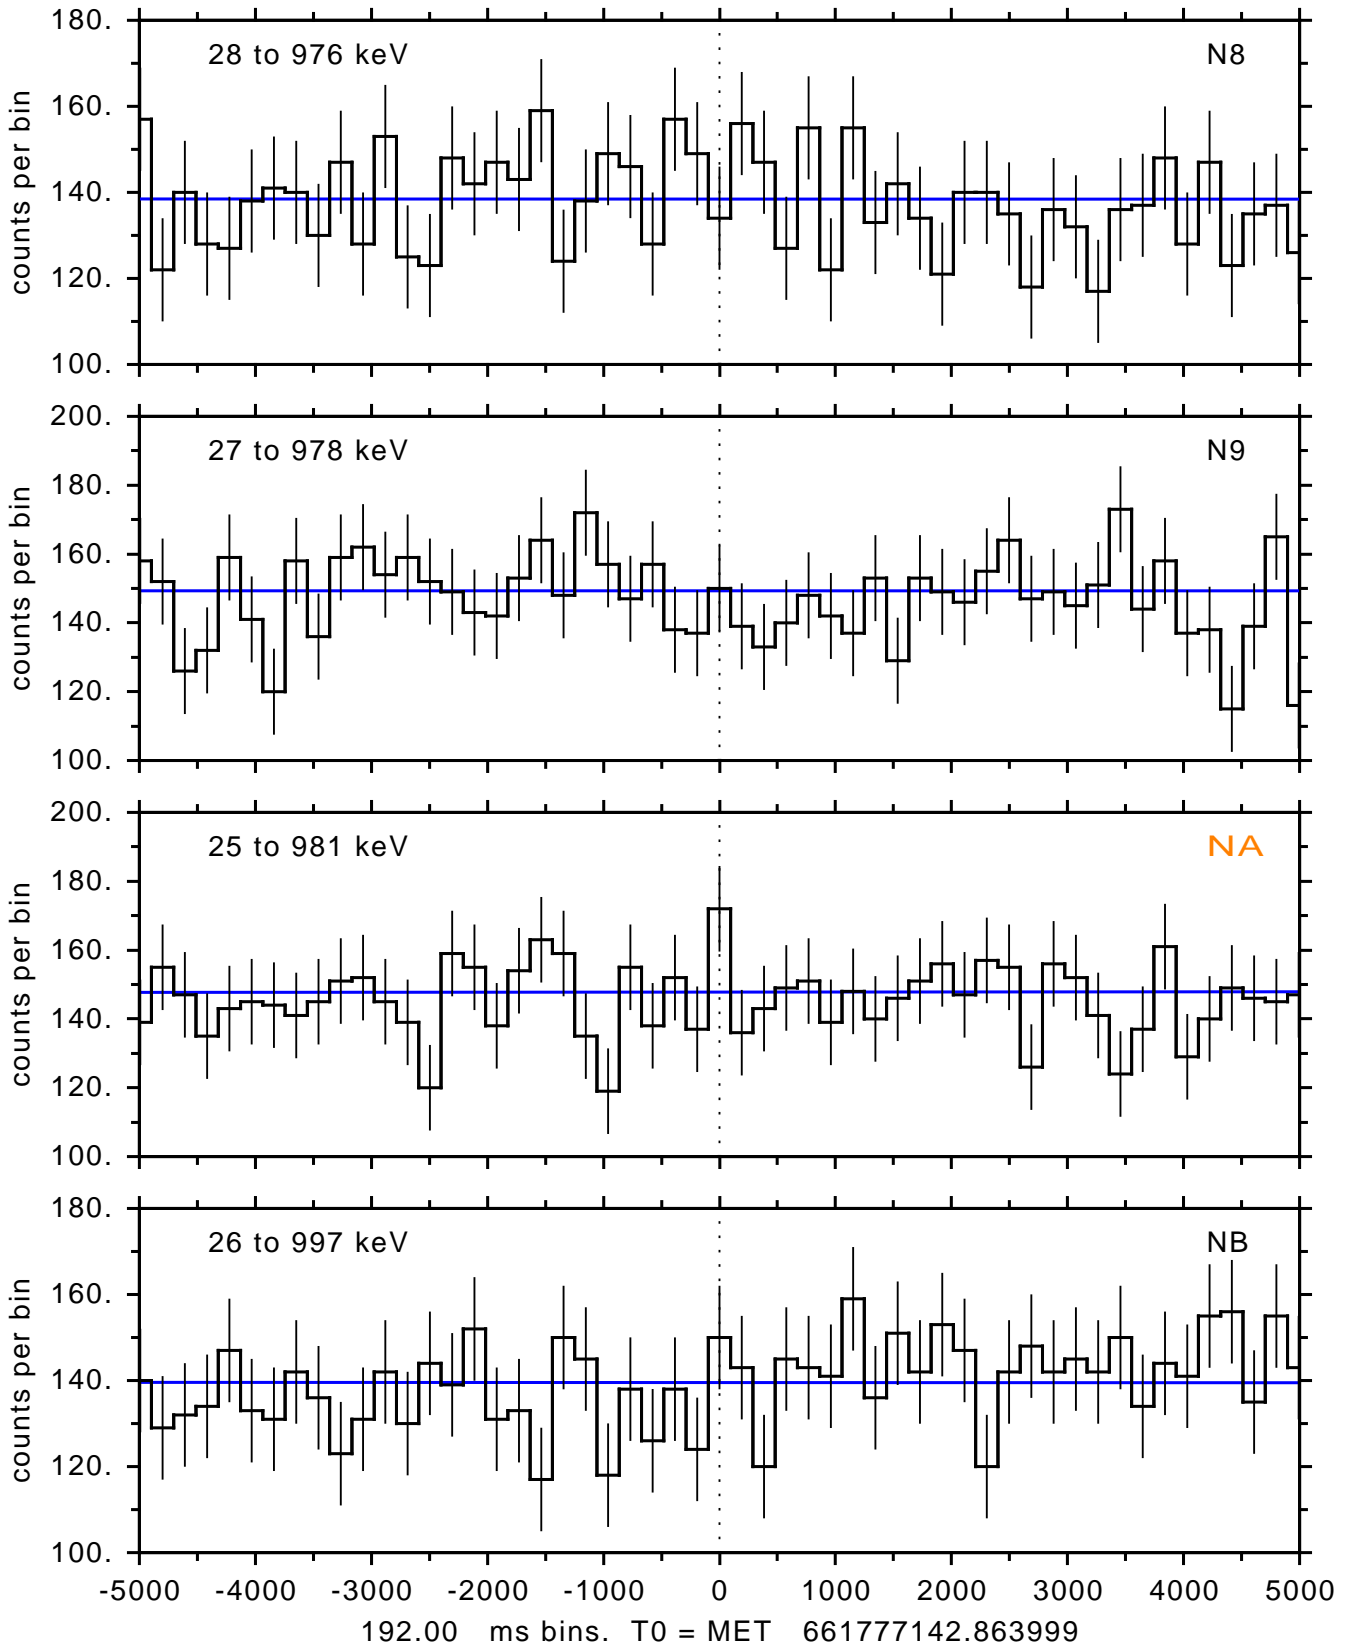 180.
28 to 976 keV N8
160.
140.
120.
100.
counts per bin
200.
27 to 978 keV N9
180.
160.
140.
120.
100.
counts per bin
200.
25 to 981 keV NA
180.
160.
140.
120.
100.
counts per bin
180.
26 to 997 keV NB
160.
140.
120.
100.
counts per bin
-5000 -4000 -3000 -2000 -1000 0 1000 2000 3000 4000 5000
192.00 ms bins. T0 = MET 661777142.863999